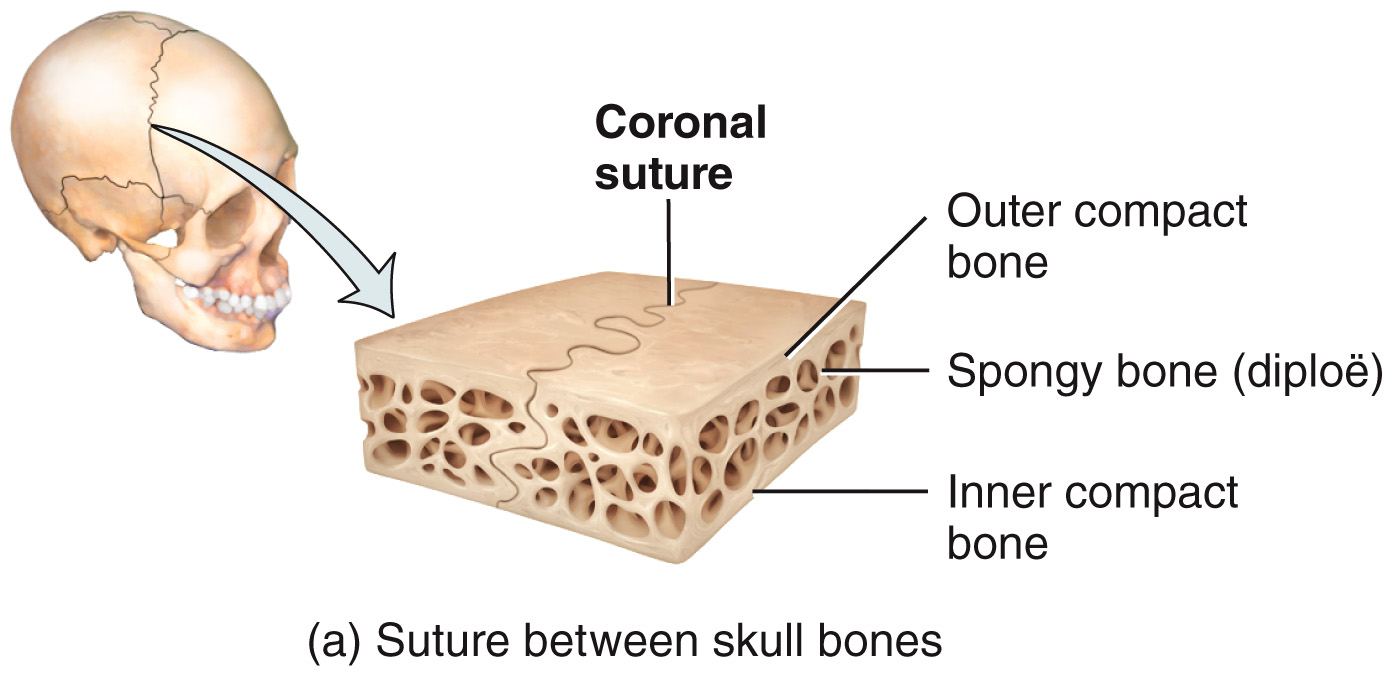 Coronal
suture
Outer compact
bone
Spongy bone (diploë)
Inner compact
bone
(a) Suture between skull bones